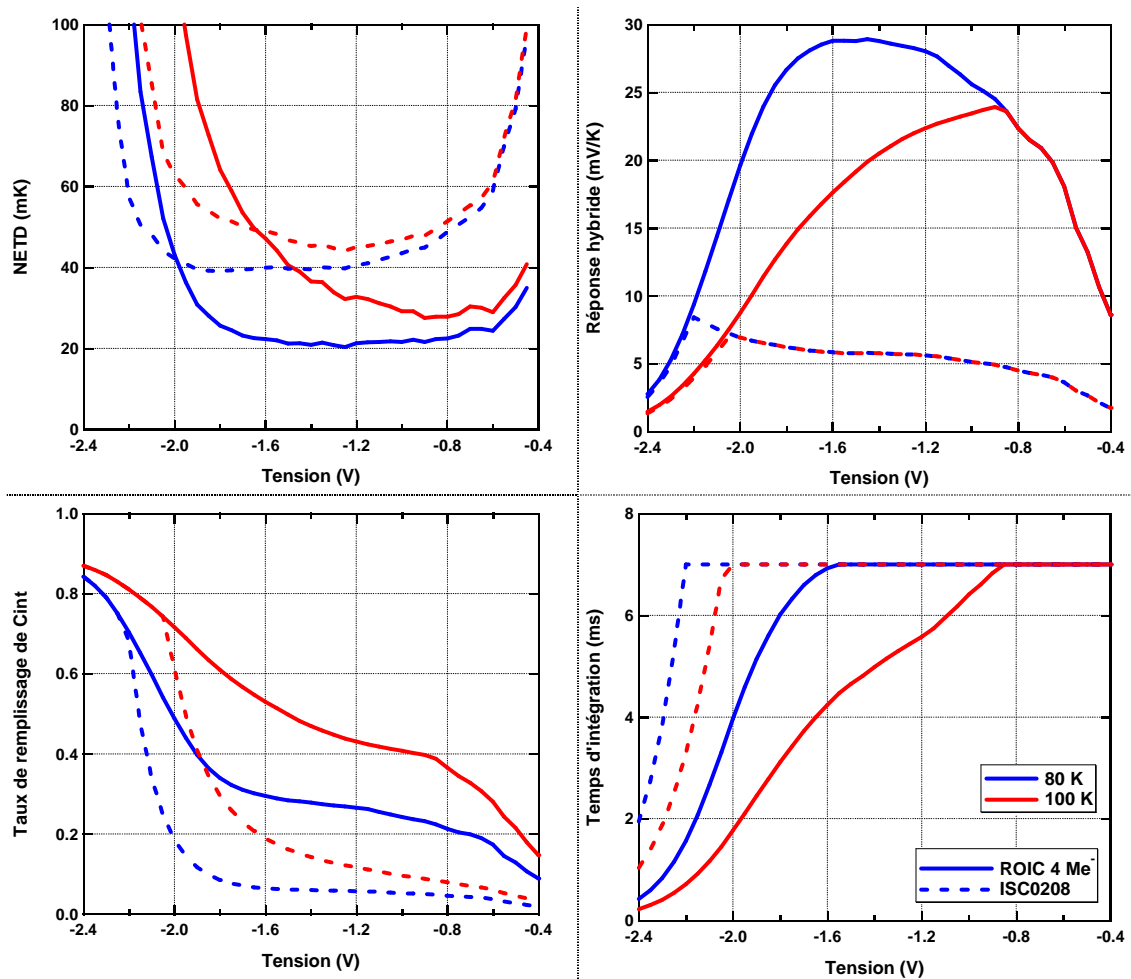 100
80
60
40
20
0
NETD (mK)
-2.4 -2.0 -1.6 -1.2 -0.8 -0.4
Tension (V)
30
25
20
15
10
5
0
Réponse hybride (mV/K)
-2.4 -2.0 -1.6 -1.2 -0.8 -0.4
Tension (V)
1.0
0.8
0.6
0.4
0.2
0.0
Taux de remplissage de Cint
-2.4 -2.0 -1.6 -1.2 -0.8 -0.4
Tension (V)
8
6
4
2
0
Temps d'intégration (ms)
80 K
100 K
ROIC 4 Me⁻
ISC0208
-2.4 -2.0 -1.6 -1.2 -0.8 -0.4
Tension (V)